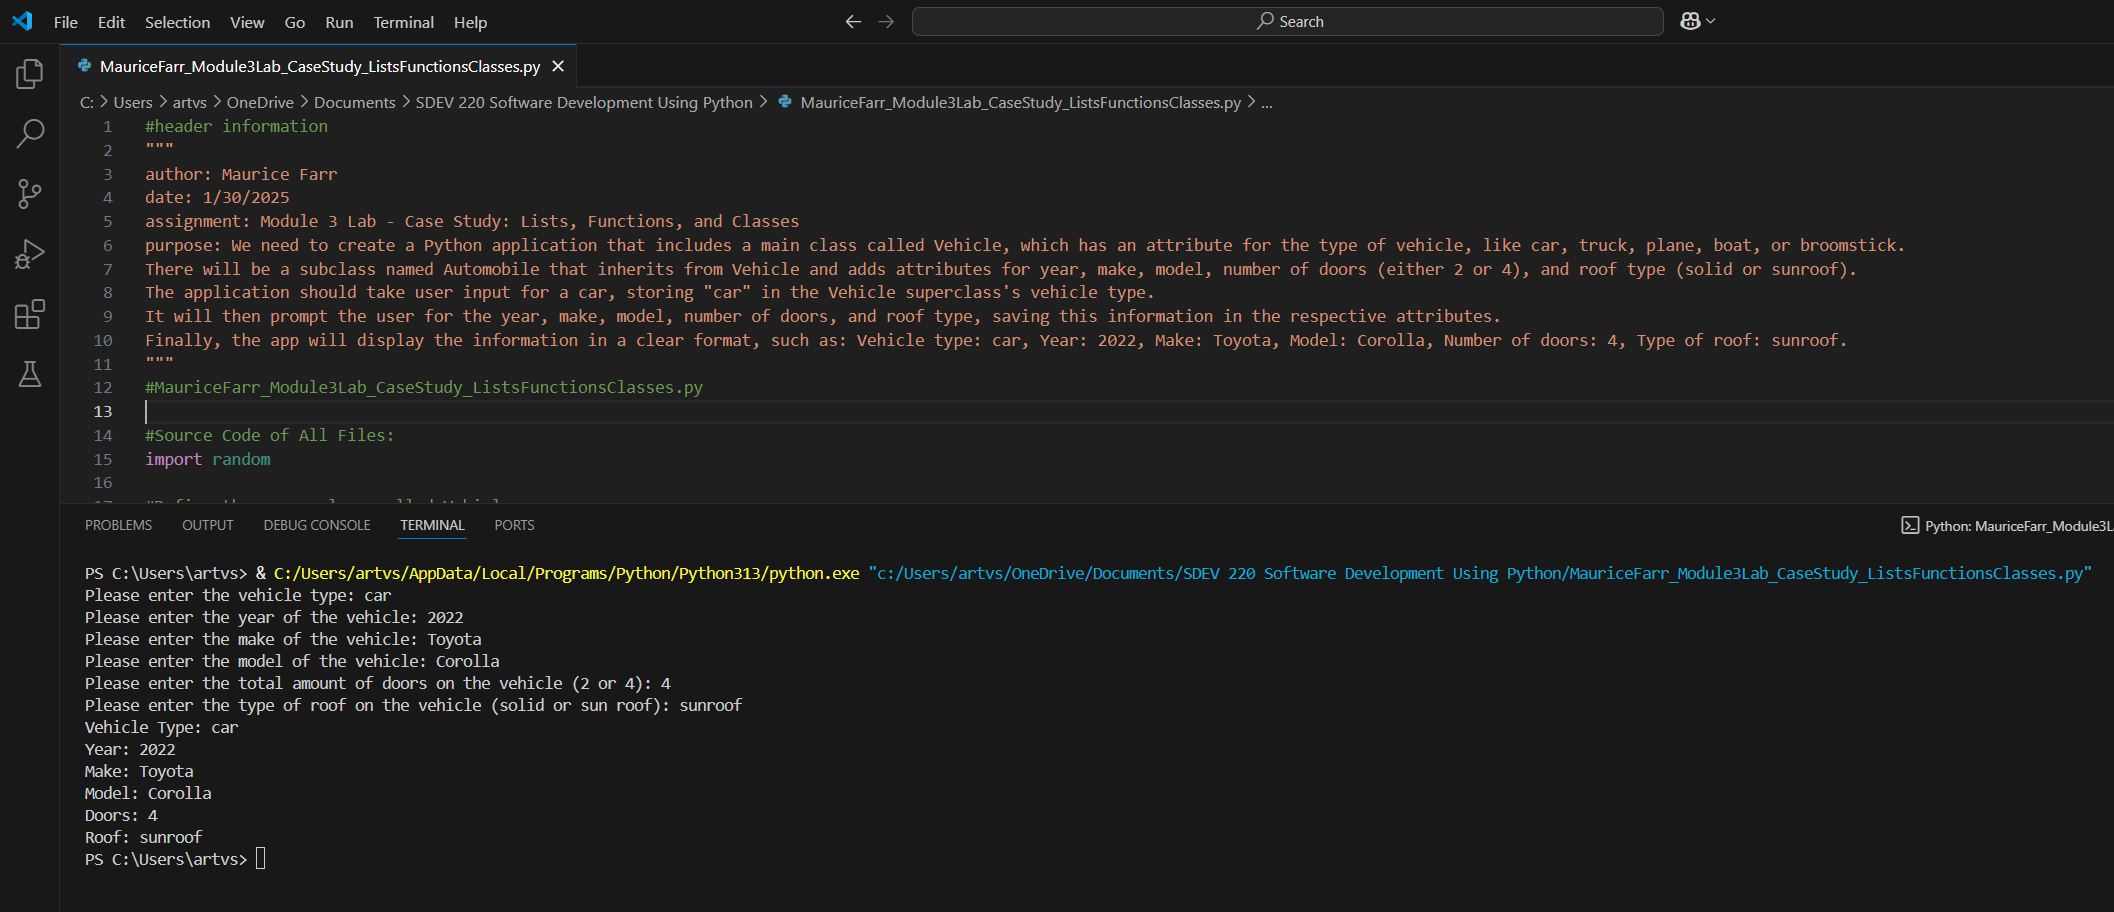 File Edit Selection View Go Run Terminal Help
Search
MauriceFarr_Module3Lab_CaseStudy_ListsFunctionsClasses.py
C: > Users > artvs > OneDrive > Documents > SDEV 220 Software Development Using Python > MauriceFarr_Module3Lab_CaseStudy_ListsFunctionsClasses.py > ...
1 #header information
2 """
3 author: Maurice Farr
4 date: 1/30/2025
5 assignment: Module 3 Lab - Case Study: Lists, Functions, and Classes
6 purpose: We need to create a Python application that includes a main class called Vehicle, which has an attribute for the type of vehicle, like car, truck, plane, boat, or broomstick.
7 There will be a subclass named Automobile that inherits from Vehicle and adds attributes for year, make, model, number of doors (either 2 or 4), and roof type (solid or sunroof).
8 The application should take user input for a car, storing "car" in the Vehicle superclass's vehicle type.
9 It will then prompt the user for the year, make, model, number of doors, and roof type, saving this information in the respective attributes.
10 Finally, the app will display the information in a clear format, such as: Vehicle type: car, Year: 2022, Make: Toyota, Model: Corolla, Number of doors: 4, Type of roof: sunroof.
11 """
12 #MauriceFarr_Module3Lab_CaseStudy_ListsFunctionsClasses.py
13
14 #Source Code of All Files:
15 import random
16
PROBLEMS OUTPUT DEBUG CONSOLE TERMINAL PORTS
Python: MauriceFarr_Module3L
PS C:\Users\artvs> & C:/Users/artvs/AppData/Local/Programs/Python/Python313/python.exe "c:/Users/artvs/OneDrive/Documents/SDEV 220 Software Development Using Python/MauriceFarr_Module3Lab_CaseStudy_ListsFunctionsClasses.py"
Please enter the vehicle type: car
Please enter the year of the vehicle: 2022
Please enter the make of the vehicle: Toyota
Please enter the model of the vehicle: Corolla
Please enter the total amount of doors on the vehicle (2 or 4): 4
Please enter the type of roof on the vehicle (solid or sun roof): sunroof
Vehicle Type: car
Year: 2022
Make: Toyota
Model: Corolla
Doors: 4
Roof: sunroof
PS C:\Users\artvs>